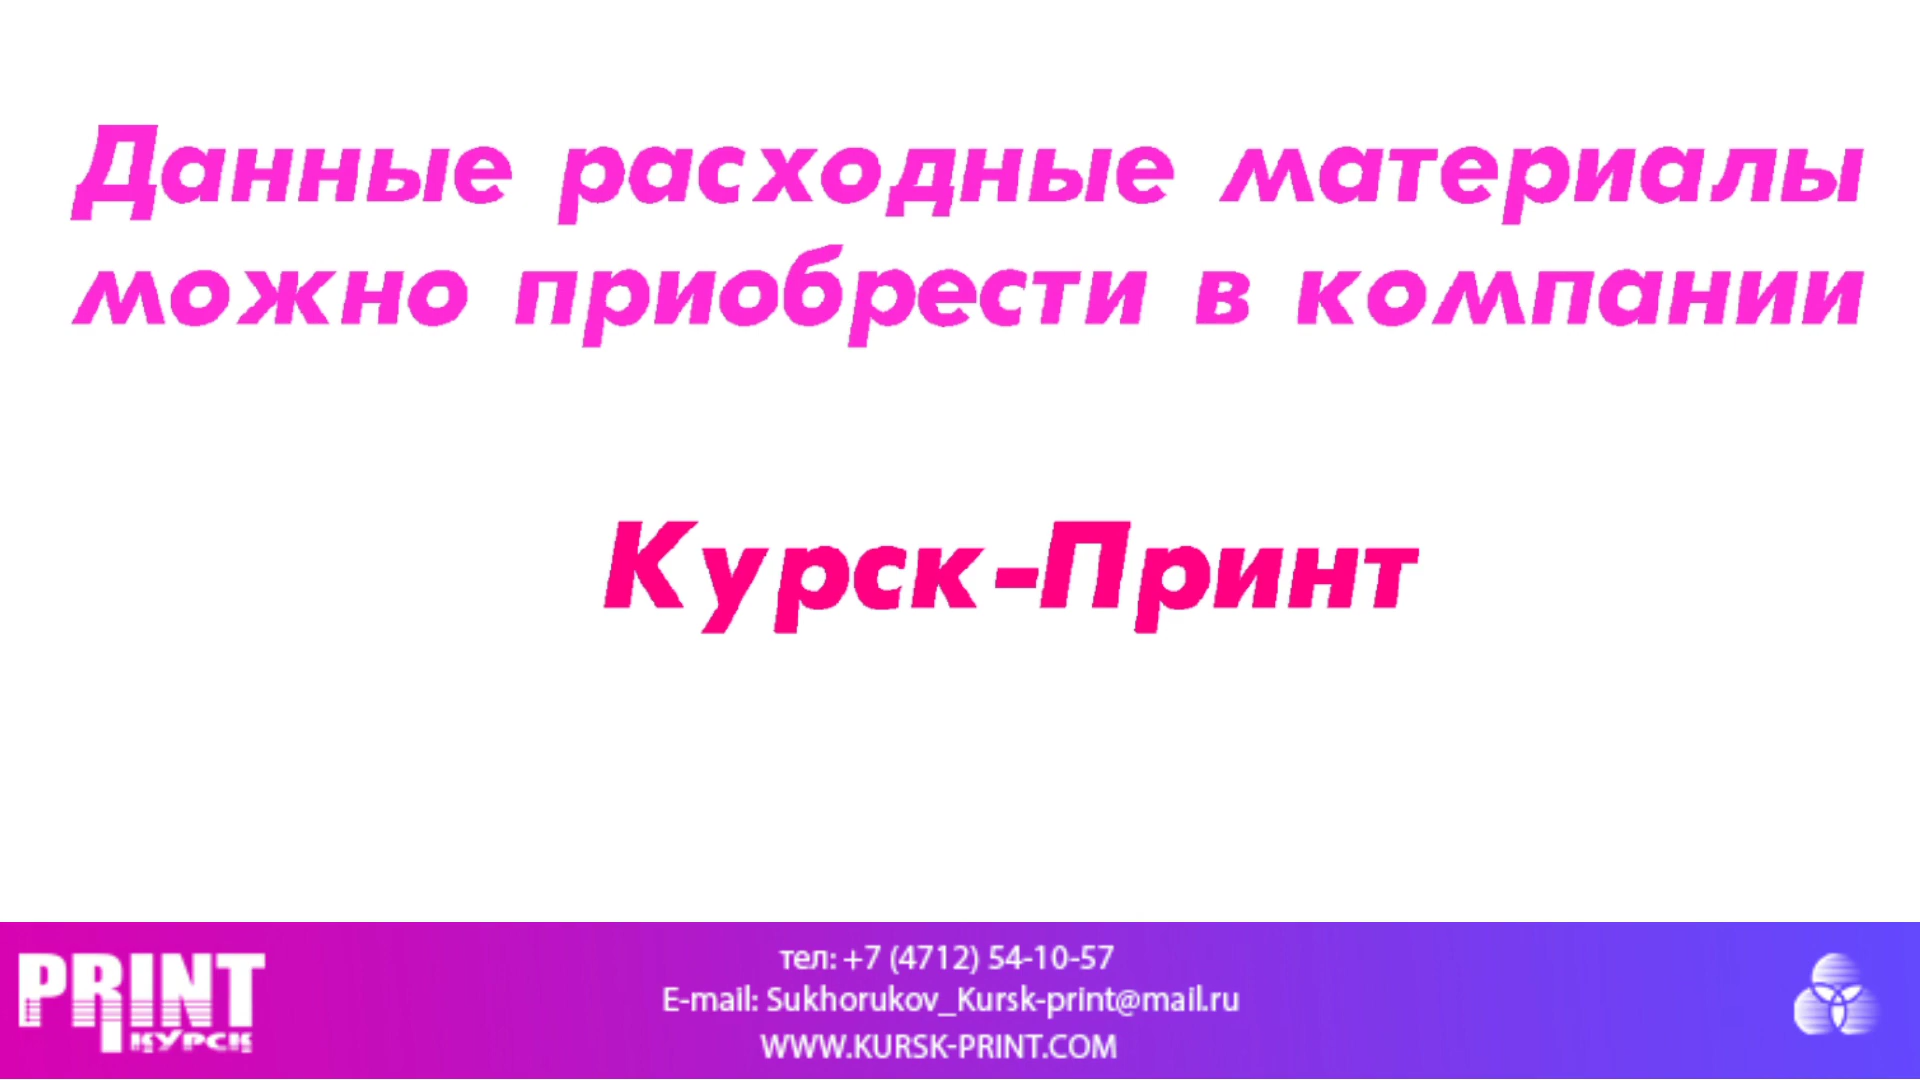 Данные расходные материалы
можно приобрести в компании
Курск-Принт
PRINT
КУРСК
тел: +7 (4712) 54-10-57
E-mail: Sukhorukov_Kursk-print@mail.ru
WWW.KURSK-PRINT.COM